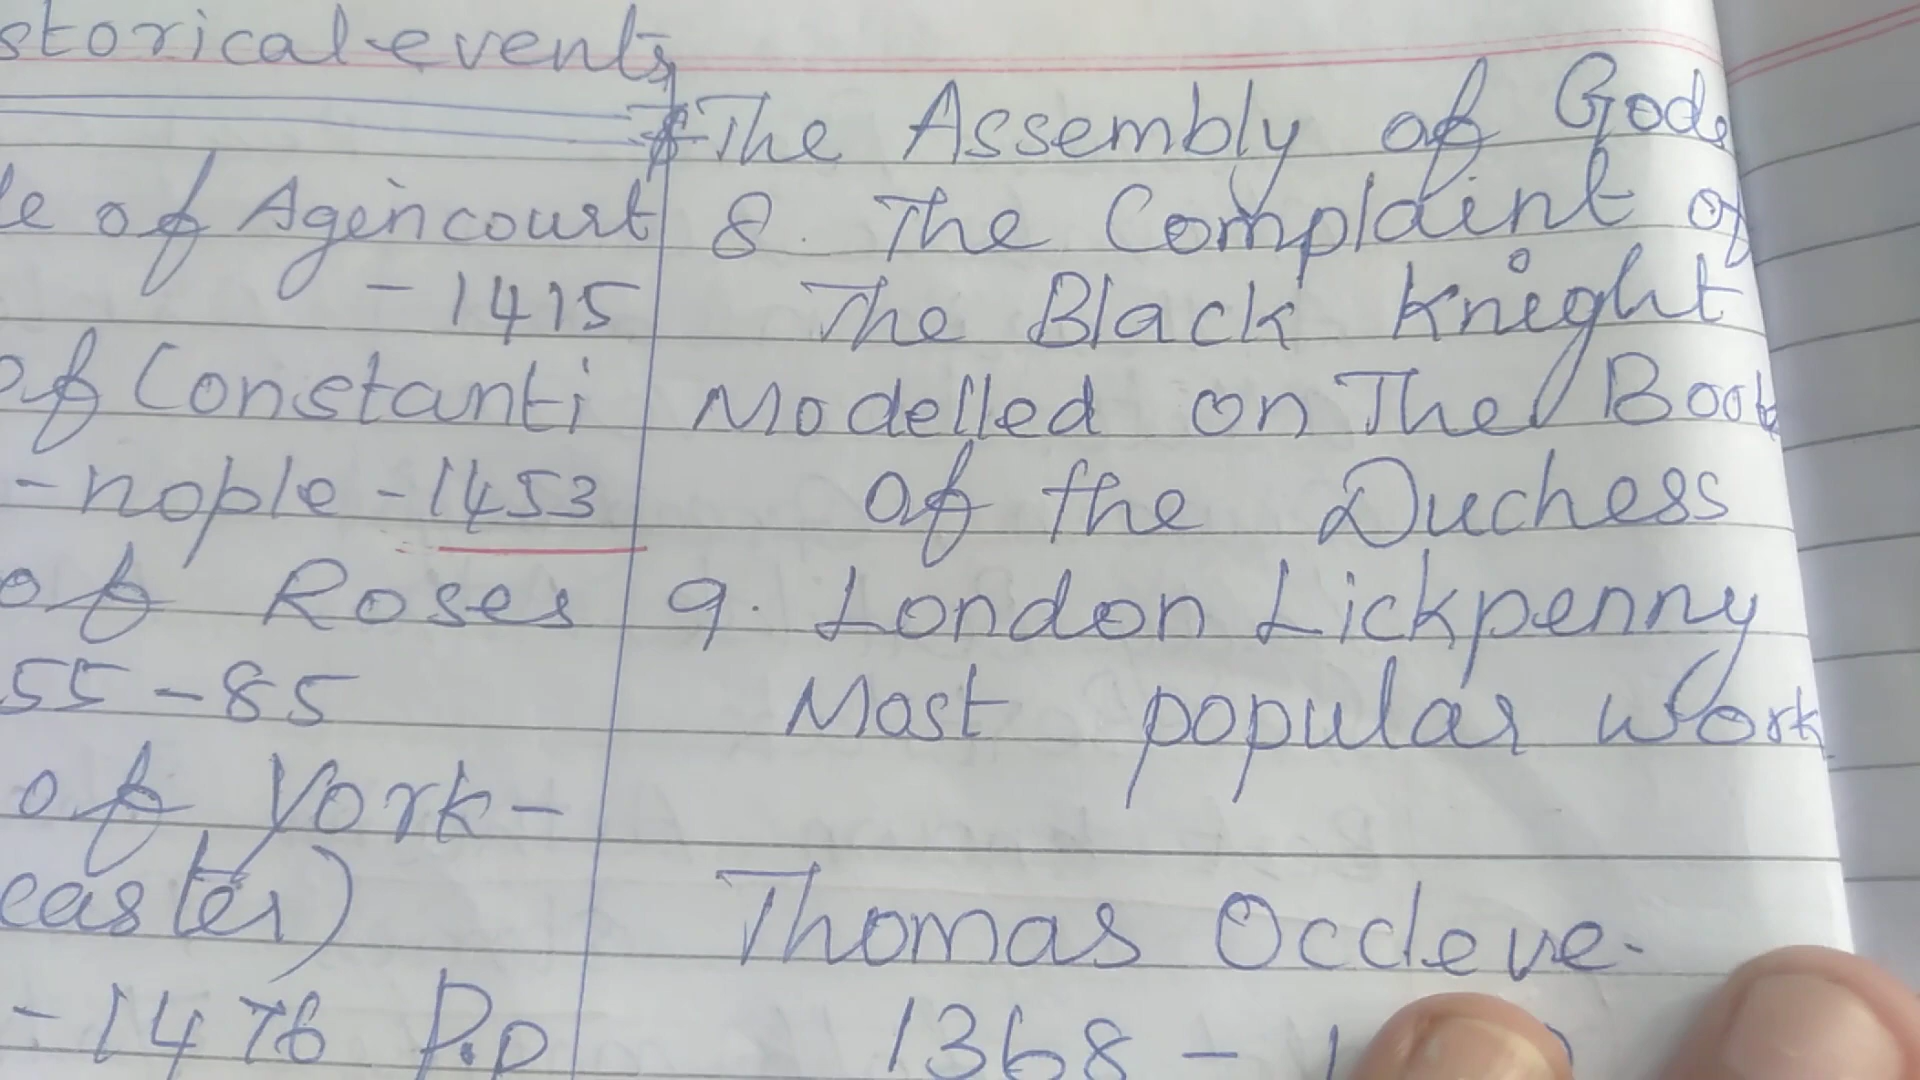 storical events
le of Agencourt
- 1415
of Constanti
- nople - 1453
of Roses
55 - 85
of York -
caster)
- 1476 P.D
The Assembly of Gods
8. The Complaint of
The Black Knight
Modelled on The Book
of the Duchess
9. London Lickpenny
Most popular work
Thomas Occleve -
1368 - 1